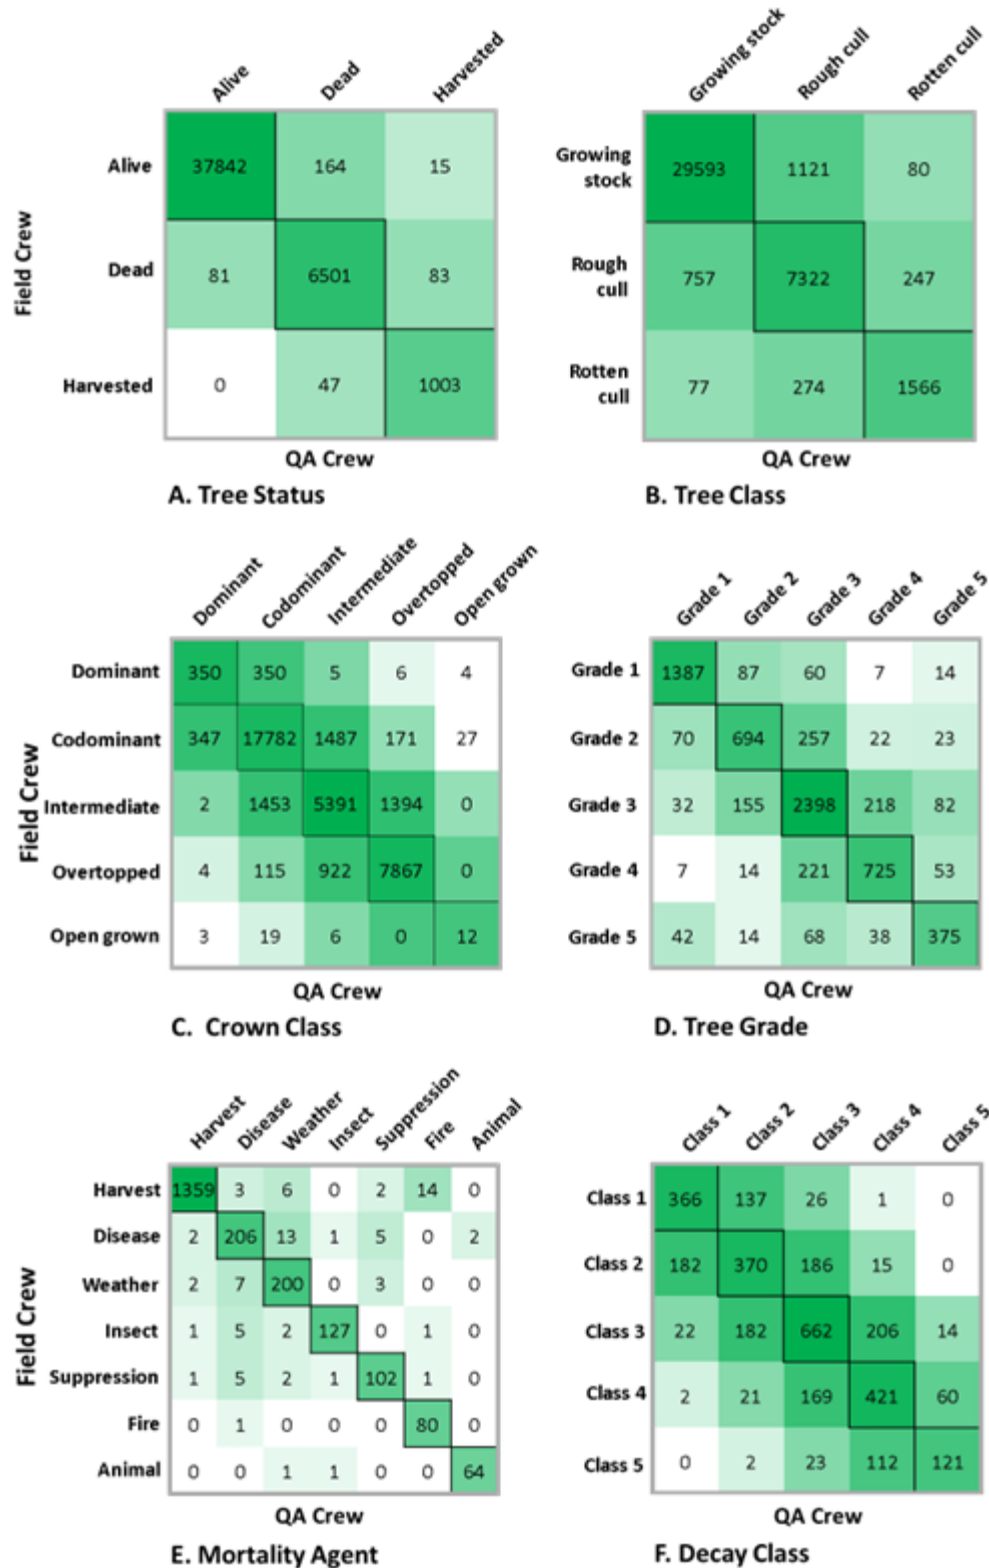 Alive Dead Harvested
Field Crew
Alive 37842 164 15
Dead 81 6501 83
Harvested 0 47 1003
QA Crew
A. Tree Status
Growing stock Rough cull Rotten cull
Growing stock 29593 1121 80
Rough cull 757 7322 247
Rotten cull 77 274 1566
QA Crew
B. Tree Class
Dominant Codominant Intermediate Overtopped Open grown
Field Crew
Dominant 350 350 5 6 4
Codominant 347 17782 1487 171 27
Intermediate 2 1453 5391 1394 0
Overtopped 4 115 922 7867 0
Open grown 3 19 6 0 12
QA Crew
C. Crown Class
Grade 1 Grade 2 Grade 3 Grade 4 Grade 5
Grade 1 1387 87 60 7 14
Grade 2 70 694 257 22 23
Grade 3 32 155 2398 218 82
Grade 4 7 14 221 725 53
Grade 5 42 14 68 38 375
QA Crew
D. Tree Grade
Harvest Disease Weather Insect Suppression Fire Animal
Field Crew
Harvest 1359 3 6 0 2 14 0
Disease 2 206 13 1 5 0 2
Weather 2 7 200 0 3 0 0
Insect 1 5 2 127 0 1 0
Suppression 1 5 2 1 102 1 0
Fire 0 1 0 0 0 80 0
Animal 0 0 1 1 0 0 64
QA Crew
E. Mortality Agent
Class 1 Class 2 Class 3 Class 4 Class 5
Class 1 366 137 26 1 0
Class 2 182 370 186 15 0
Class 3 22 182 662 206 14
Class 4 2 21 169 421 60
Class 5 0 2 23 112 121
QA Crew
F. Decay Class